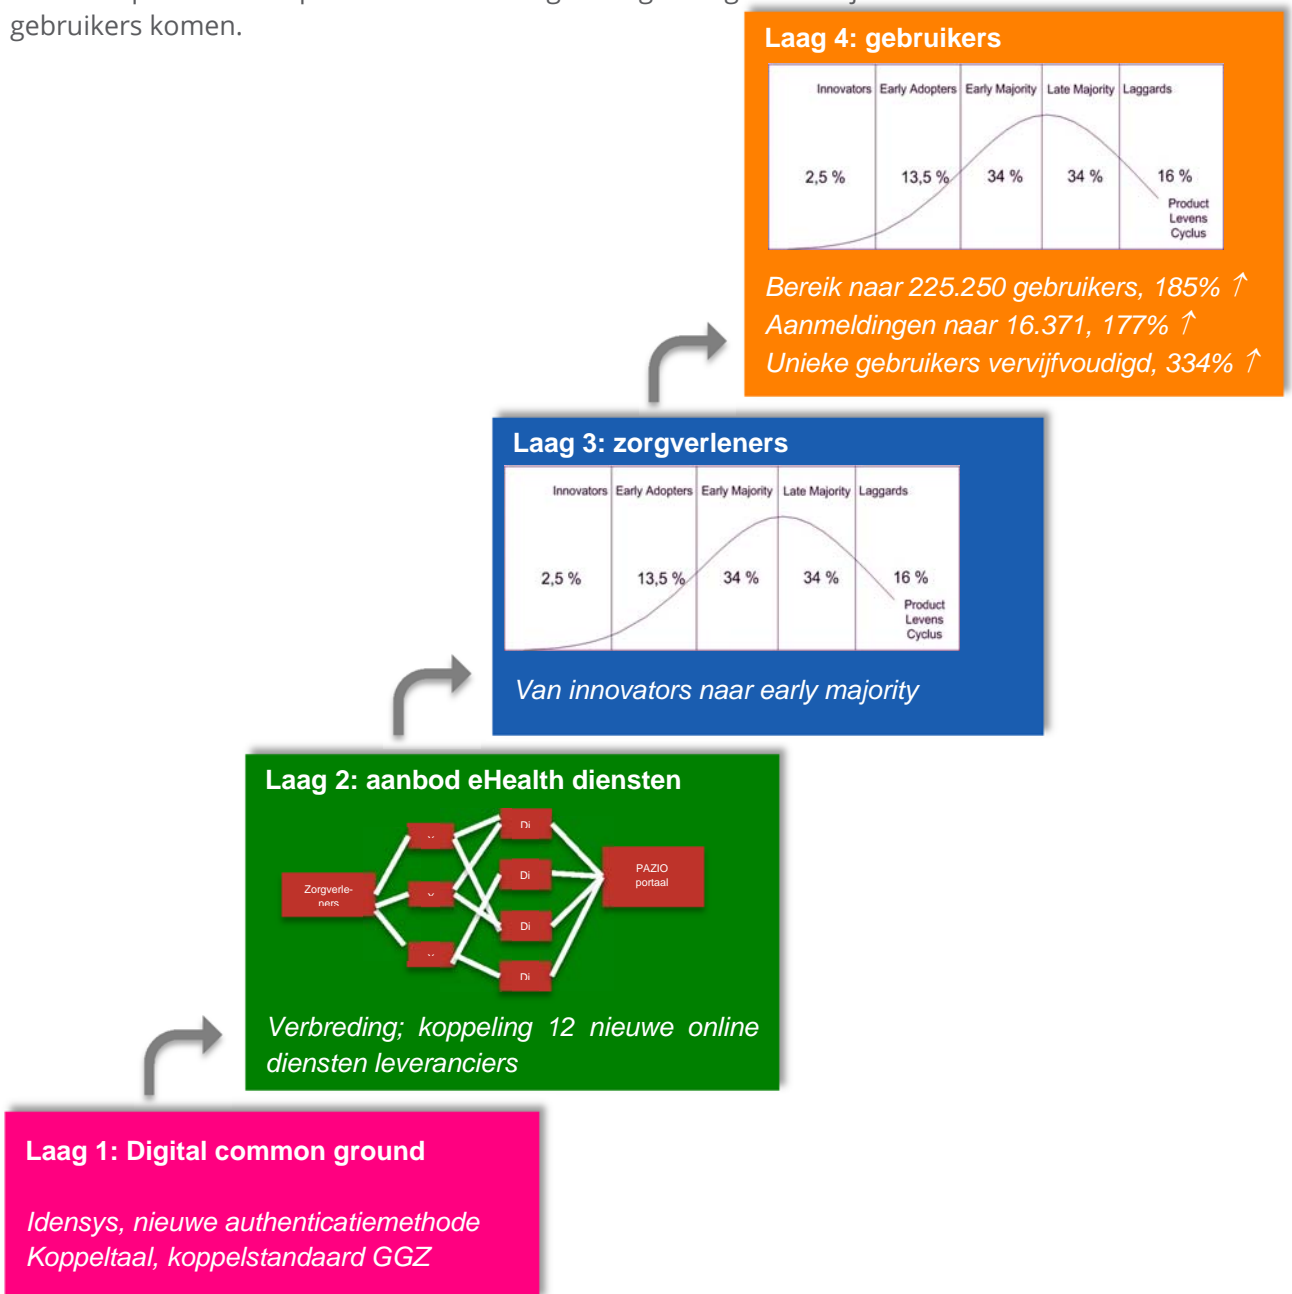 gebruikers komen.
Laag 4: gebruikers
Innovators Early Adopters Early Majority Late Majority Laggards
2,5 % 13,5 % 34 % 34 % 16 %
Product
Levens
Cyclus
Bereik naar 225.250 gebruikers, 185% ↑
Aanmeldingen naar 16.371, 177% ↑
Unieke gebruikers vervijfvoudigd, 334% ↑
Laag 3: zorgverleners
Innovators Early Adopters Early Majority Late Majority Laggards
2,5 % 13,5 % 34 % 34 % 16 %
Product
Levens
Cyclus
Van innovators naar early majority
Laag 2: aanbod eHealth diensten
Zorgverle-
ners
Di
Di
Di
Di
PAZIO
portaal
Verbreding; koppeling 12 nieuwe online
diensten leveranciers
Laag 1: Digital common ground
Idensys, nieuwe authenticatiemethode
Koppeltaal, koppelstandaard GGZ